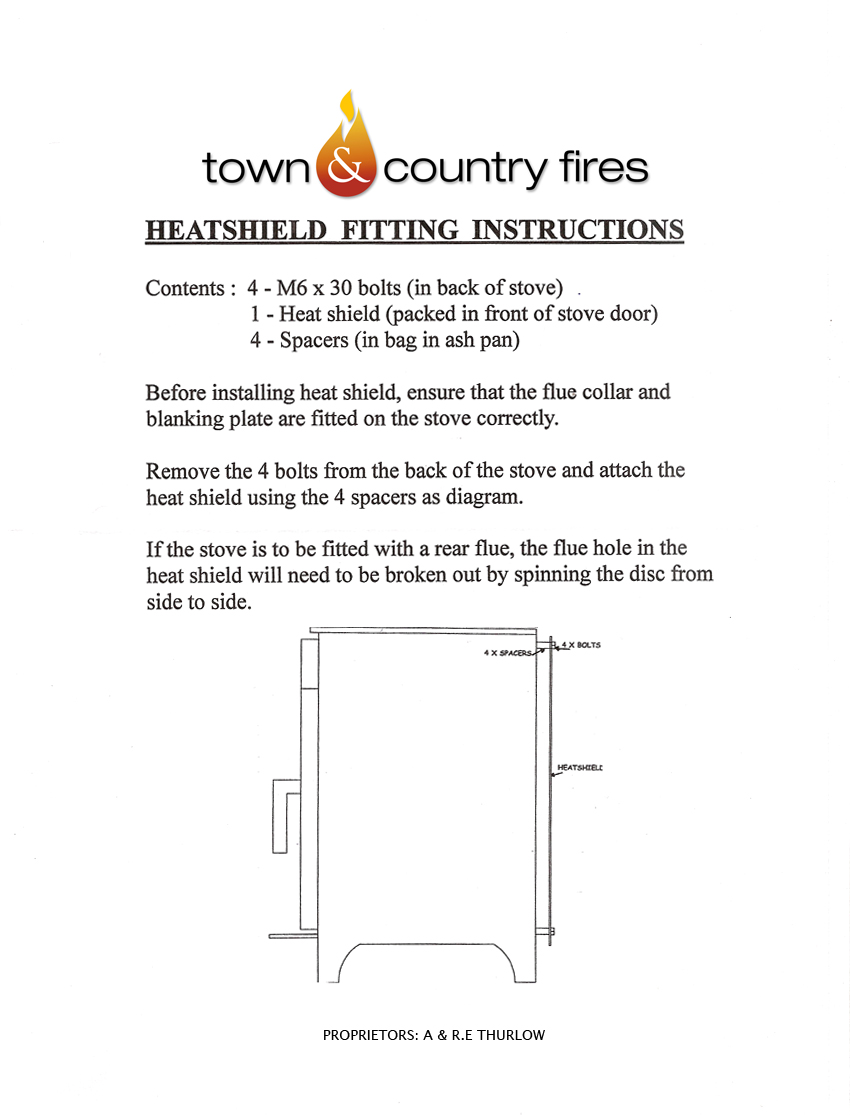 town & country fires
HEATSHIELD FITTING INSTRUCTIONS
Contents : 4 - M6 x 30 bolts (in back of stove)
1 - Heat shield (packed in front of stove door)
4 - Spacers (in bag in ash pan)
Before installing heat shield, ensure that the flue collar and
blanking plate are fitted on the stove correctly.
Remove the 4 bolts from the back of the stove and attach the
heat shield using the 4 spacers as diagram.
If the stove is to be fitted with a rear flue, the flue hole in the
heat shield will need to be broken out by spinning the disc from
side to side.
4 X BOLTS
4 X SPACERS
HEATSHIELD
PROPRIETORS: A & R.E THURLOW